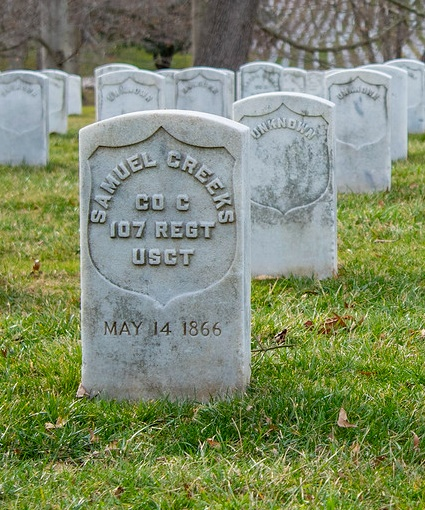 SAMUEL CREEKS
CO C
107 REGT
USCT
MAY 14 1866
UNKNOWN